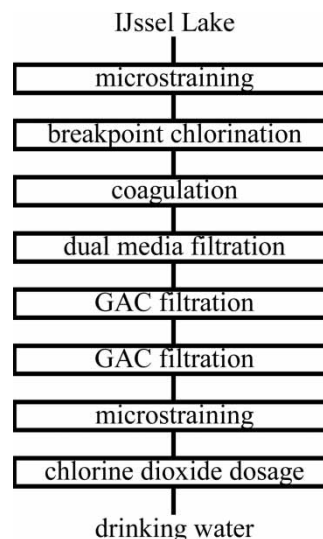 IJssel Lake
microstraining
breakpoint chlorination
coagulation
dual media filtration
GAC filtration
GAC filtration
microstraining
chlorine dioxide dosage
drinking water